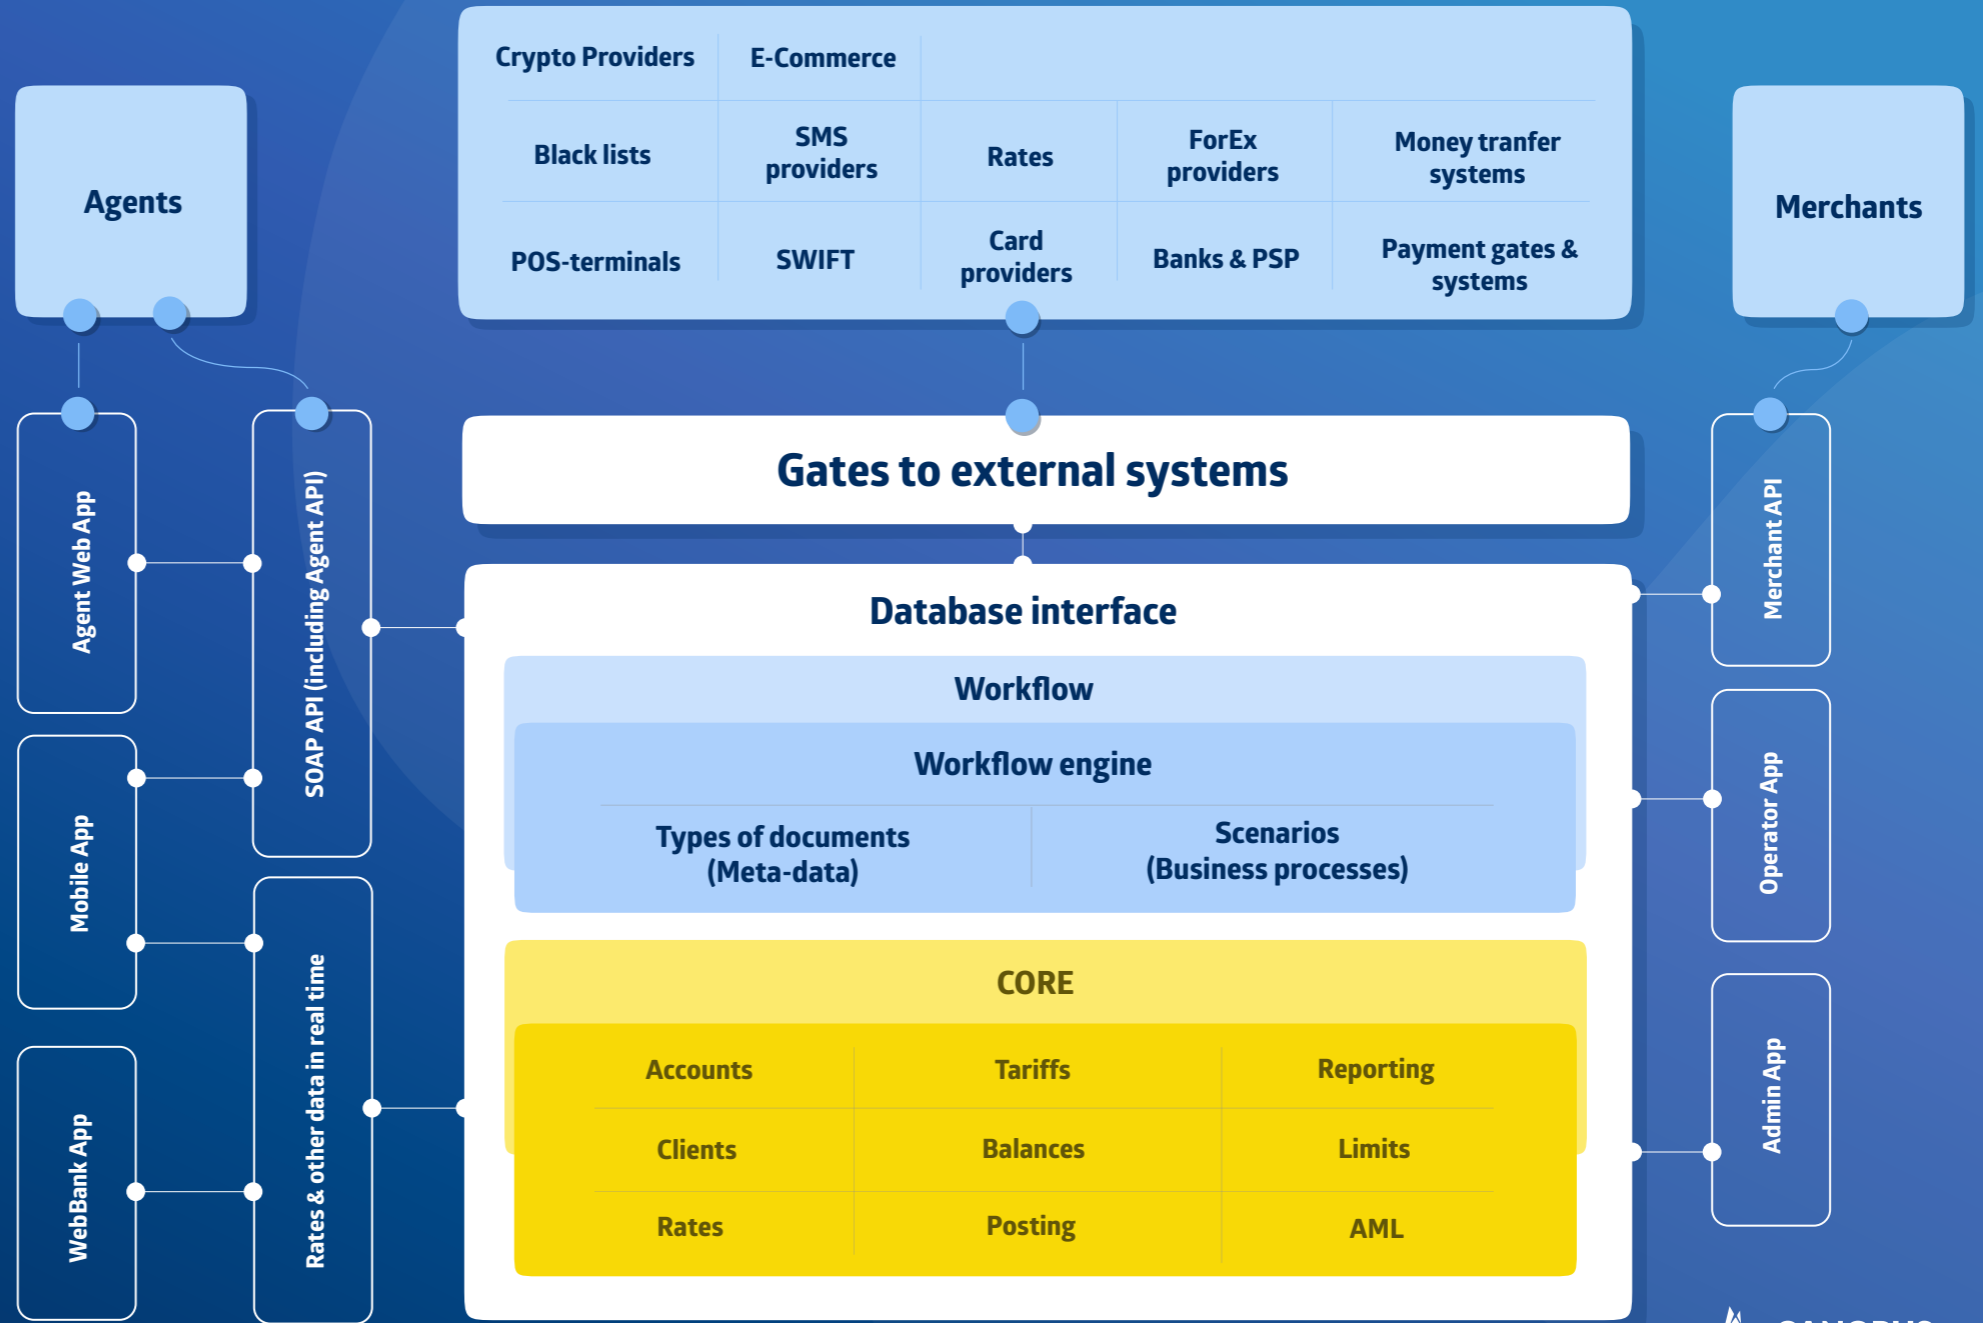 Crypto Providers
E-Commerce
Black lists
SMS
providers
Rates
ForEx
providers
Money tranfer
systems
POS-terminals
SWIFT
Card
providers
Banks & PSP
Payment gates &
systems
Agents
Merchants
Gates to external systems
Agent Web App
SOAP API (including Agent API)
Mobile App
Rates & other data in real time
WebBank App
Database interface
Workflow
Workflow engine
Types of documents
(Meta-data)
Scenarios
(Business processes)
CORE
Accounts
Tariffs
Reporting
Clients
Balances
Limits
Rates
Posting
AML
Merchant API
Operator App
Admin App